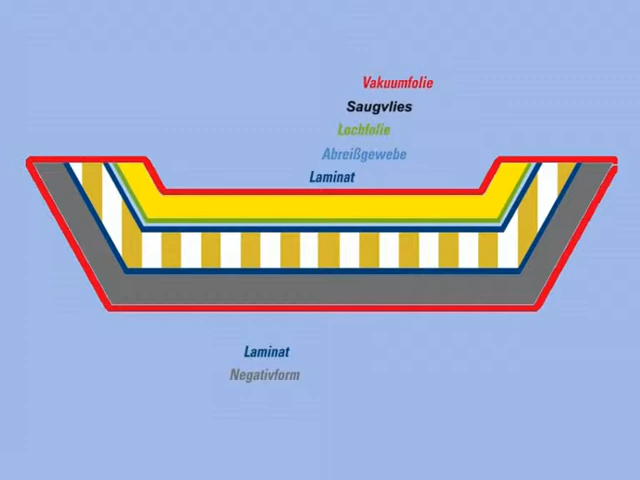 Vakuumfolie
Saugvlies
Lochfolie
Abreißgewebe
Laminat
Laminat
Negativform